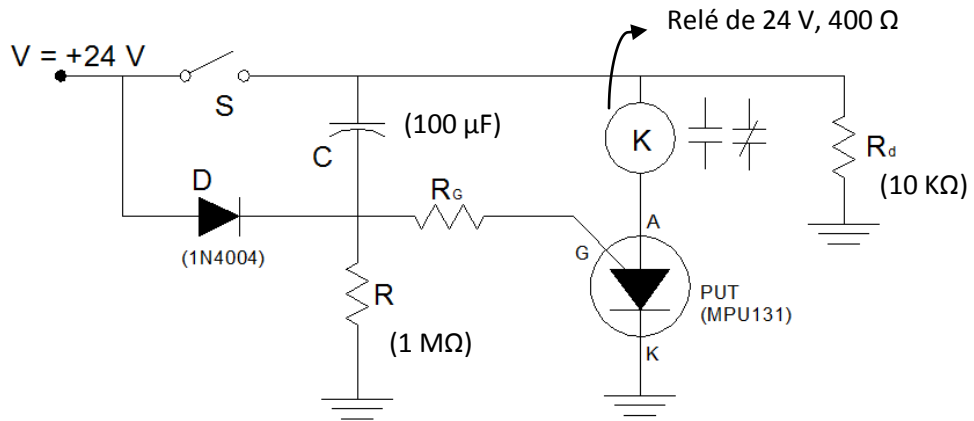 Relé de 24 V, 400 Ω
V = +24 V
S
(100 µF)
C
K
Rd
(10 KΩ)
D
RG
A
G
(1N4004)
PUT
(MPU131)
R
(1 MΩ)
K